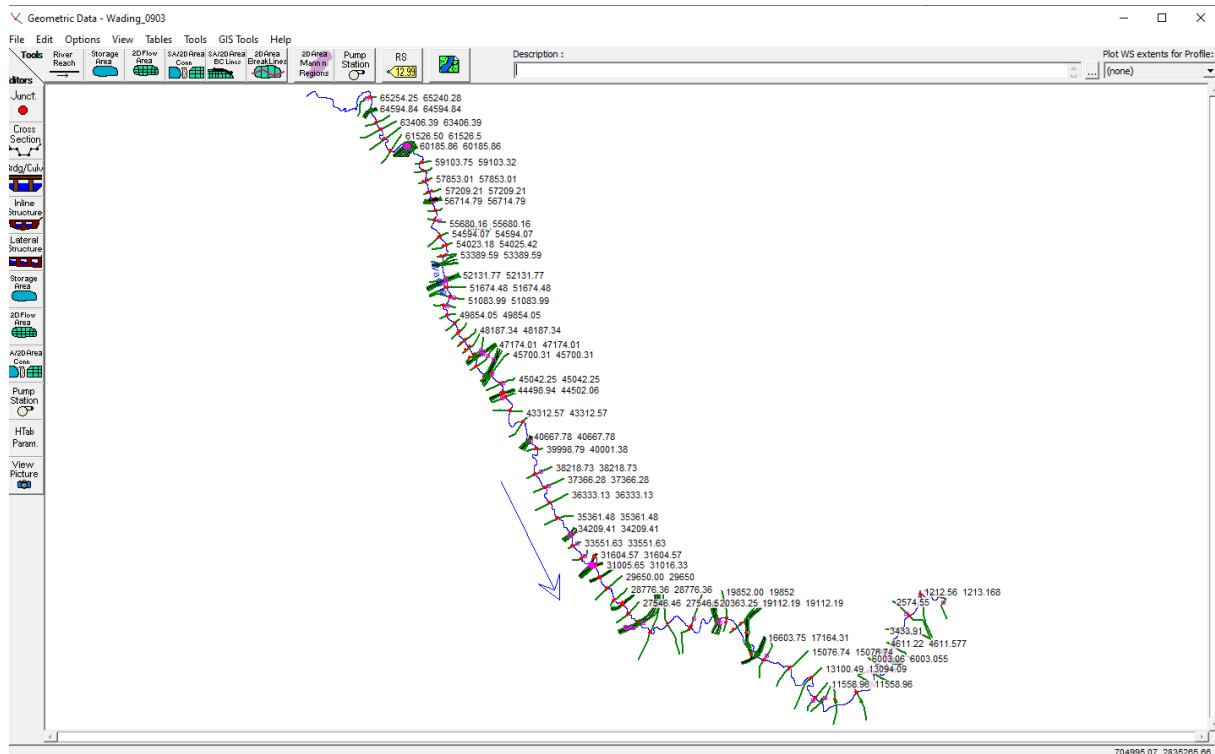 Geometric Data - Wading_0903
File Edit Options View Tables Tools GIS Tools Help
Tools
River Reach
Storage Area
2D Flow Area
SA/2D Area Conn
SA/2D Area BC Lines
2D Area BreakLines
2D Area Mann n Regions
Pump Station
RS
12.99
Description :
Plot WS extents for Profile:
(none)
...
ditors
Junct.
Cross
Section
Brdg/Culv
Inline
Structure
Lateral
Structure
Storage
Area
2D Flow
Area
Conn
Pump
Station
HTab
Param.
View
Picture
65254.25 65240.28
64594.84 64594.84
63406.39 63406.39
61526.50 61526.5
60185.86 60185.86
59103.75 59103.32
57853.01 57853.01
57209.21 57209.21
56714.79 56714.79
55680.16 55680.16
54594.07 54594.07
54023.18 54025.42
53389.59 53389.59
52131.77 52131.77
51674.48 51674.48
51083.99 51083.99
49854.05 49854.05
48187.34 48187.34
47174.01 47174.01
45700.31 45700.31
45042.25 45042.25
44498.94 44502.06
43312.57 43312.57
40667.78 40667.78
39998.79 40001.38
38218.73 38218.73
37366.28 37366.28
36333.13 36333.13
35361.48 35361.48
34209.41 34209.41
33551.63 33551.63
31604.57 31604.57
31005.65 31016.33
29650.00 29650
28776.36 28776.36
19852.00 19852
27546.46 27546.5
20363.25 19112.19 19112.19
16603.75 17164.31
15076.74 15076.74
13100.49 13094.09
11558.96 11558.96
1212.56 1213.168
2574.55
3433.91
4611.22 4611.577
6003.06 6003.055
704995.07, 2835265.66